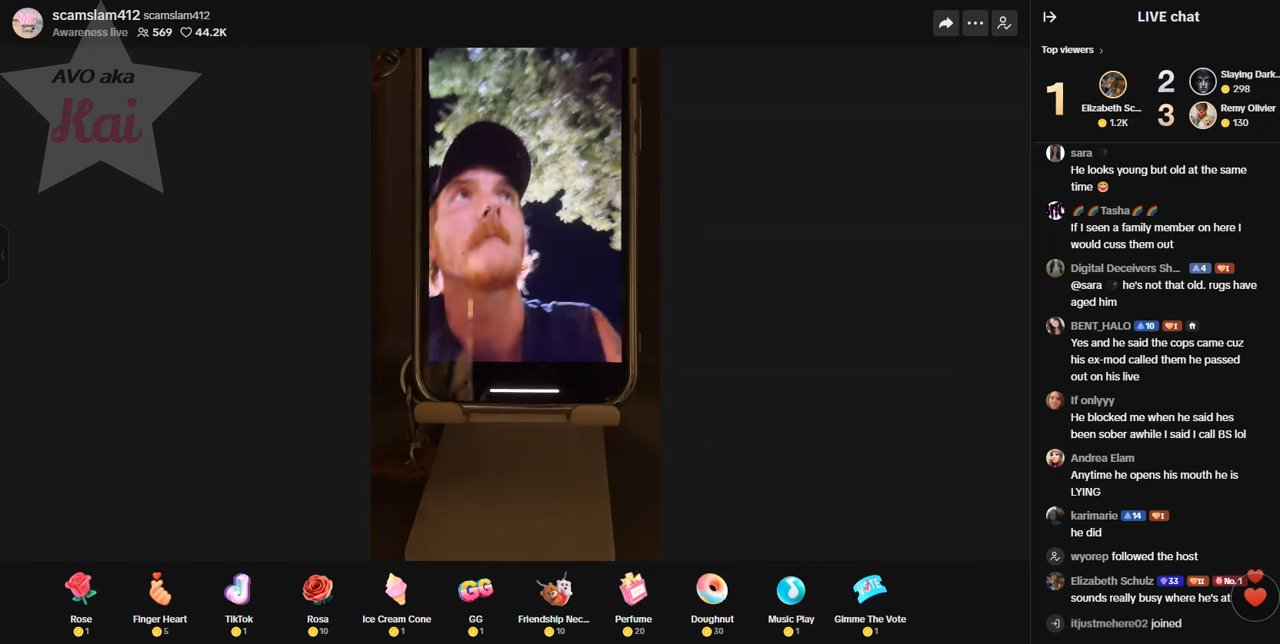 scamslam412 scamslam412
Awareness live 569 44.2K
AVO aka
Kai
LIVE chat
Top viewers
1
Elizabeth Sc...
1.2K
2
Slaying Dark...
298
3
Remy Olivier
130
sara
He looks young but old at the same
time
Tasha
If I seen a family member on here I
would cuss them out
Digital Deceivers Sh... 4 I
@sara he's not that old. rugs have
aged him
BENT_HALO 10 I
Yes and he said the cops came cuz
his ex-mod called them he passed
out on his live
If onlyyy
He blocked me when he said hes
been sober awhile I said I call BS lol
Andrea Elam
Anytime he opens his mouth he is
LYING
karimarie 14 I
he did
wyorep followed the host
Elizabeth Schulz 33 II No. 1
sounds really busy where he's at
itjustmehere02 joined
Rose
1
Finger Heart
5
TikTok
1
Rosa
10
Ice Cream Cone
1
GG
GG
1
Friendship Nec...
10
Perfume
20
Doughnut
30
Music Play
1
VOTE
Gimme The Vote
1